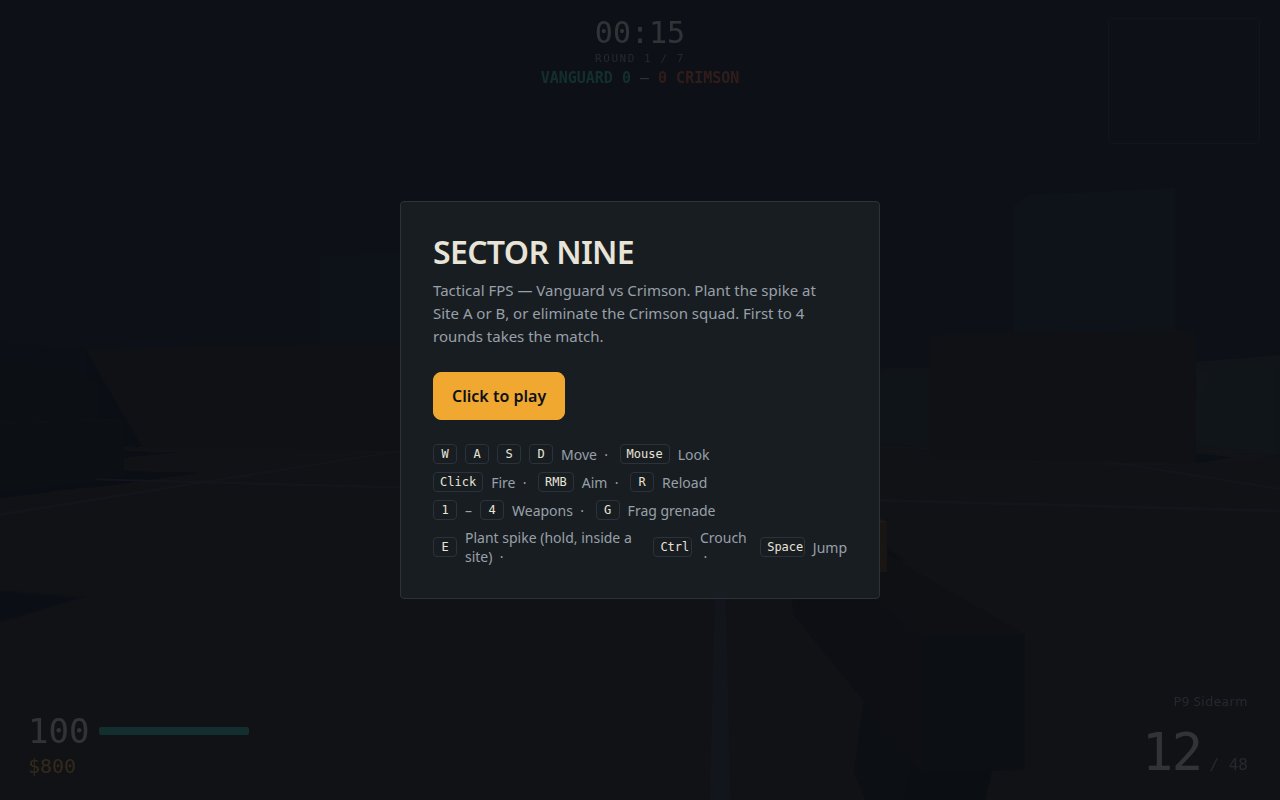 00:15
ROUND 1 / 7
VANGUARD 0 — 0 CRIMSON
SECTOR NINE
Tactical FPS — Vanguard vs Crimson. Plant the spike at
Site A or B, or eliminate the Crimson squad. First to 4
rounds takes the match.
Click to play
W A S D Move · Mouse Look
Click Fire · RMB Aim · R Reload
1 – 4 Weapons · G Frag grenade
E Plant spike (hold, inside a site) · Ctrl Crouch · Space Jump
100
$800
P9 Sidearm
12 / 48